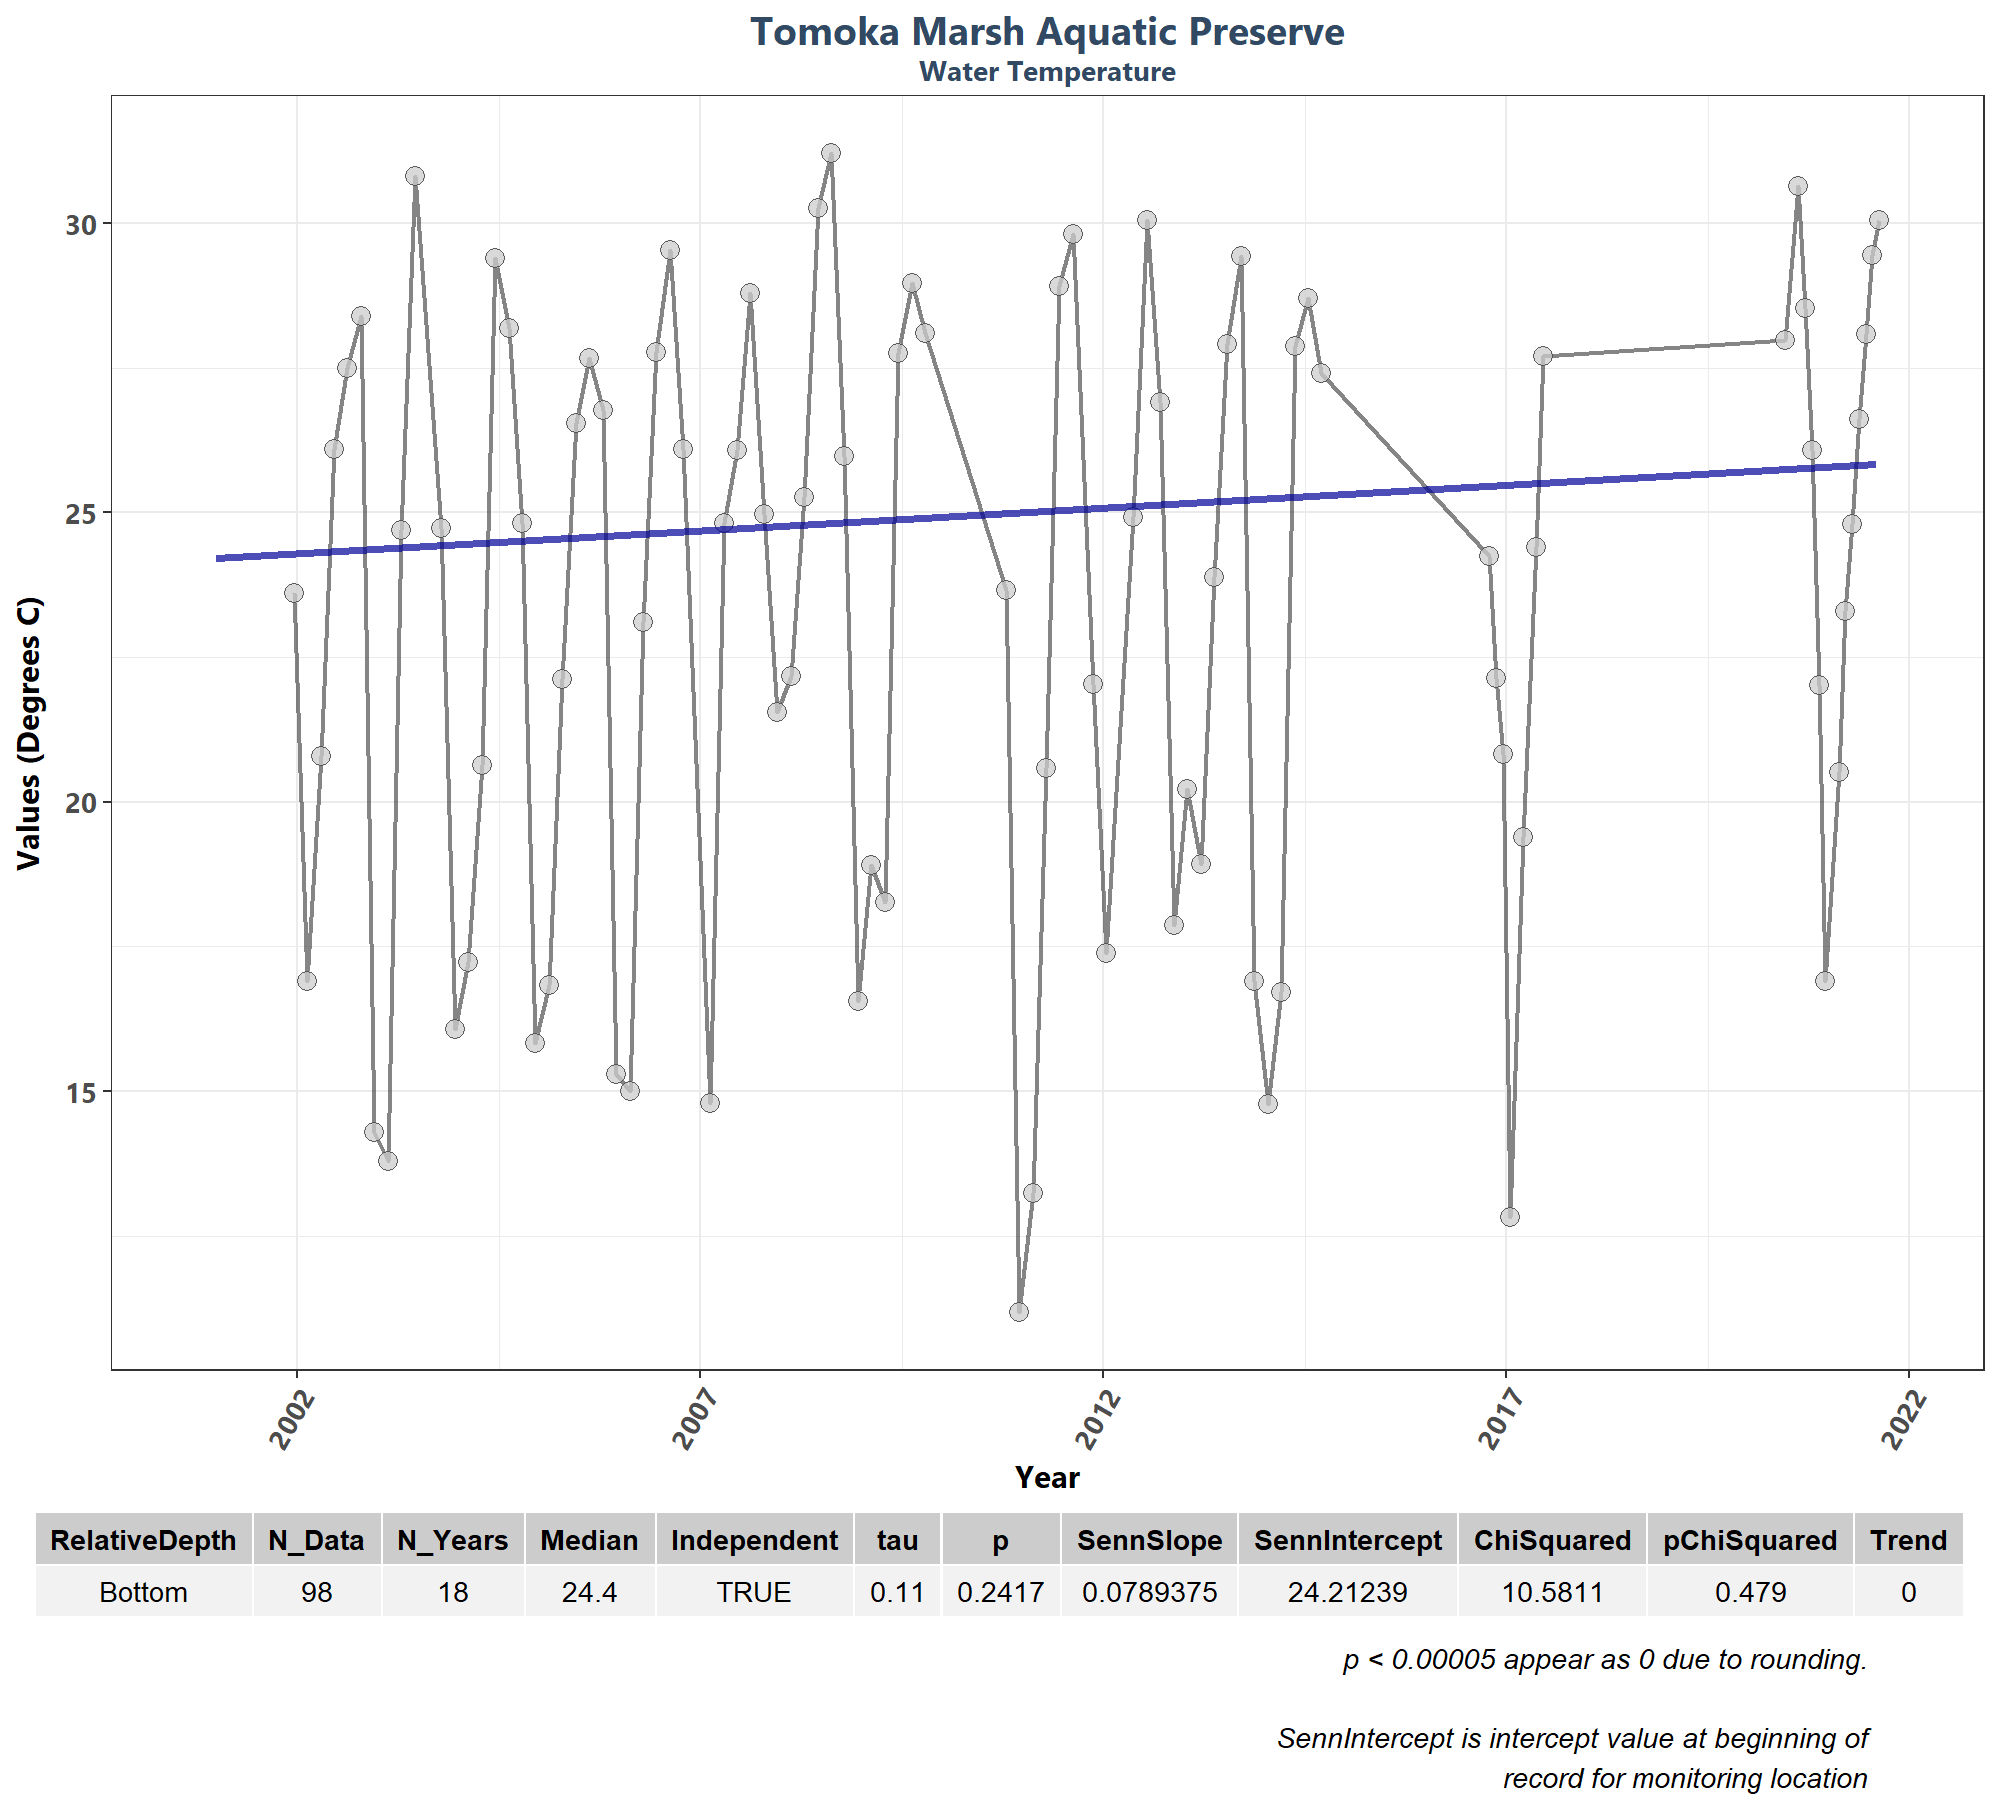 Tomoka Marsh Aquatic Preserve
Water Temperature
Values (Degrees C)
30
25
20
15
2002
2007
2012
2017
2022
Year
RelativeDepth N_Data N_Years Median Independent tau p SennSlope SennIntercept ChiSquared pChiSquared Trend
Bottom 98 18 24.4 TRUE 0.11 0.2417 0.0789375 24.21239 10.5811 0.479 0
p < 0.00005 appear as 0 due to rounding.
SennIntercept is intercept value at beginning of
record for monitoring location